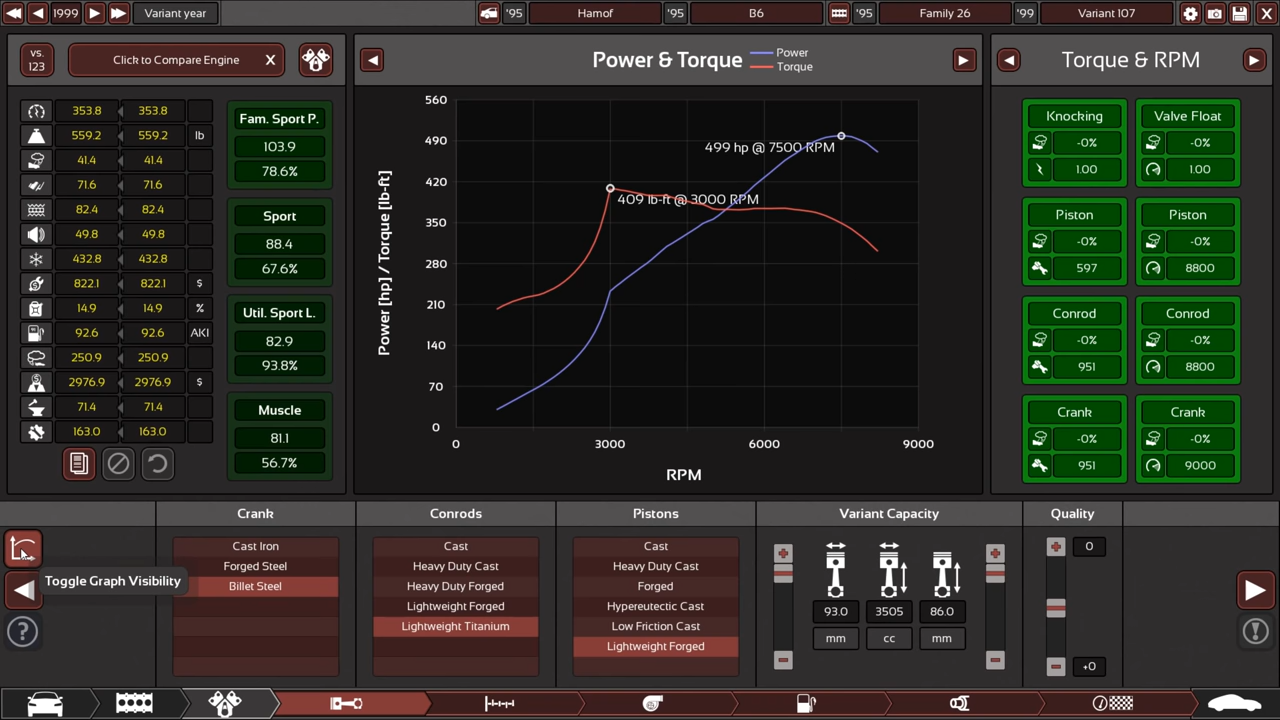 1999 Variant year '95 Hamof '95 B6 '95 Family 26 '99 Variant 107
vs. 123 Click to Compare Engine X
353.8 353.8
559.2 559.2 lb
41.4 41.4
71.6 71.6
82.4 82.4
49.8 49.8
432.8 432.8
822.1 822.1 $
14.9 14.9 %
92.6 92.6 AKI
250.9 250.9
2976.9 2976.9 $
71.4 71.4
163.0 163.0
Fam. Sport P.
103.9
78.6%
Sport
88.4
67.6%
Util. Sport L.
82.9
93.8%
Muscle
81.1
56.7%
Power & Torque
Power
Torque
Power [hp] / Torque [lb-ft]
560
490
420
350
280
210
140
70
0
499 hp @ 7500 RPM
409 lb-ft @ 3000 RPM
0 3000 6000 9000
RPM
Torque & RPM
Knocking Valve Float
-0% -0%
1.00 1.00
Piston Piston
-0% -0%
597 8800
Conrod Conrod
-0% -0%
951 8800
Crank Crank
-0% -0%
951 9000
Toggle Graph Visibility
?
Crank
Cast Iron
Forged Steel
Billet Steel
Conrods
Cast
Heavy Duty Cast
Heavy Duty Forged
Lightweight Forged
Lightweight Titanium
Pistons
Cast
Heavy Duty Cast
Forged
Hypereutectic Cast
Low Friction Cast
Lightweight Forged
Variant Capacity
93.0 3505 86.0
mm cc mm
Quality
0
+0